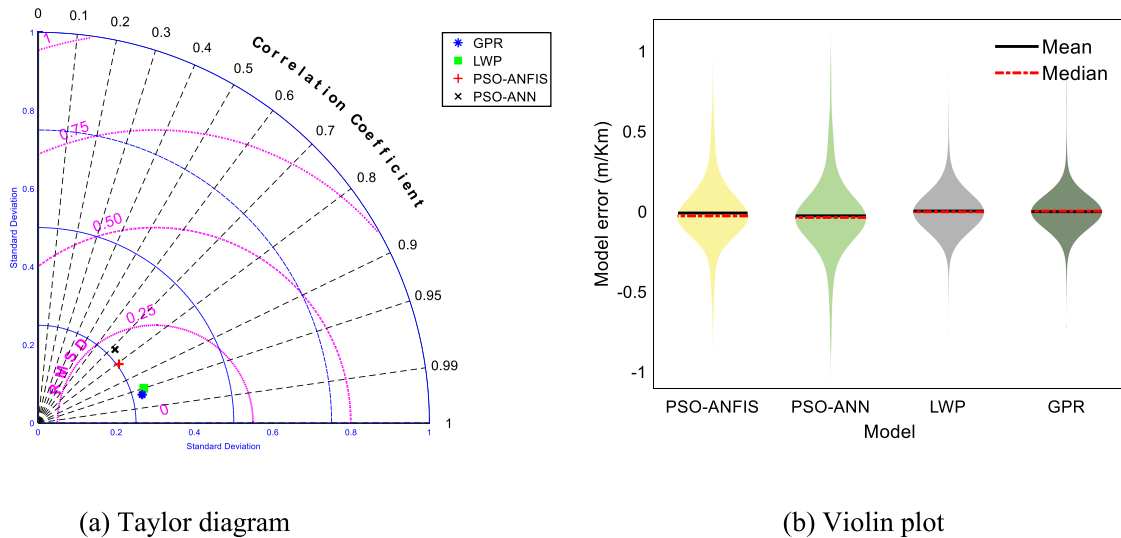 0
0.1
0.2
0.3
0.4
0.5
0.6
0.7
0.8
0.9
0.95
0.99
1
Correlation Coefficient
1
0.75
0.50
0.25
0
RMSD
1
0.8
0.6
0.4
0.2
0
Standard Deviation
0
0.2
0.4
0.6
0.8
1
Standard Deviation
GPR
LWP
PSO-ANFIS
PSO-ANN
(a) Taylor diagram
Mean
Median
1
0.5
0
-0.5
-1
Model error (m/Km)
PSO-ANFIS
PSO-ANN
LWP
GPR
Model
(b) Violin plot